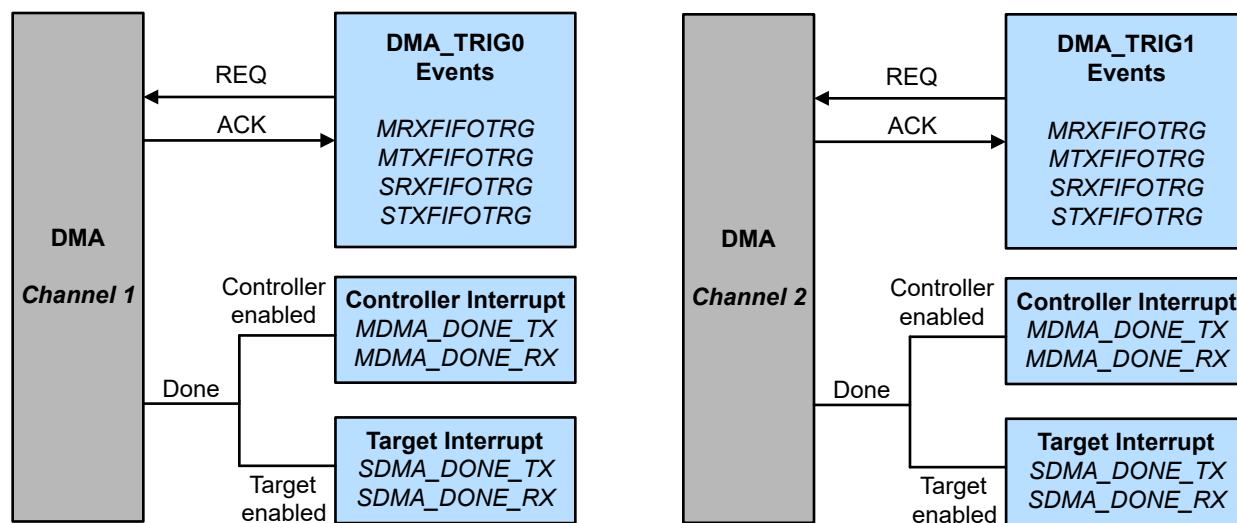 DMA_TRIG0
Events
REQ
ACK
MRXFIFOTRG
MTXFIFOTRG
SRXFIFOTRG
STXFIFOTRG
DMA
Channel 1
Controller
enabled
Controller Interrupt
MDMA_DONE_TX
MDMA_DONE_RX
Done
Target Interrupt
SDMA_DONE_TX
SDMA_DONE_RX
Target
enabled
DMA_TRIG1
Events
REQ
ACK
MRXFIFOTRG
MTXFIFOTRG
SRXFIFOTRG
STXFIFOTRG
DMA
Channel 2
Controller
enabled
Controller Interrupt
MDMA_DONE_TX
MDMA_DONE_RX
Done
Target Interrupt
SDMA_DONE_TX
SDMA_DONE_RX
Target
enabled